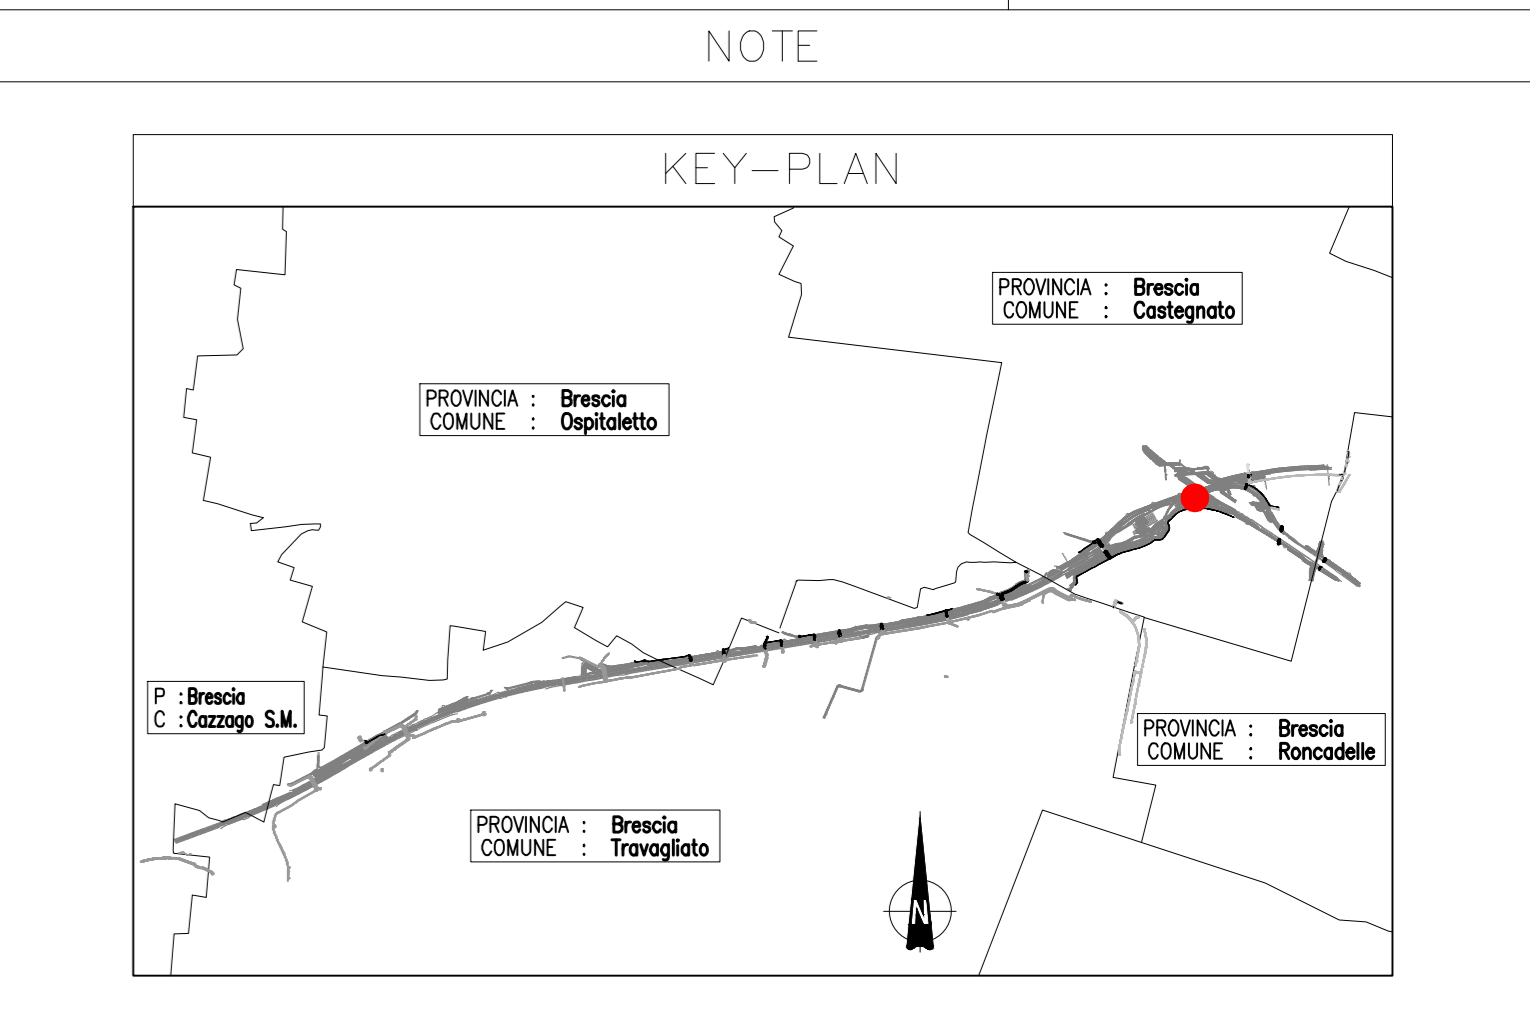 NOTE
KEY-PLAN
PROVINCIA : Brescia
COMUNE : Castegnato
PROVINCIA : Brescia
COMUNE : Ospitaletto
P : Brescia
C : Cazzago S.M.
PROVINCIA : Brescia
COMUNE : Roncadelle
PROVINCIA : Brescia
COMUNE : Travagliato
N